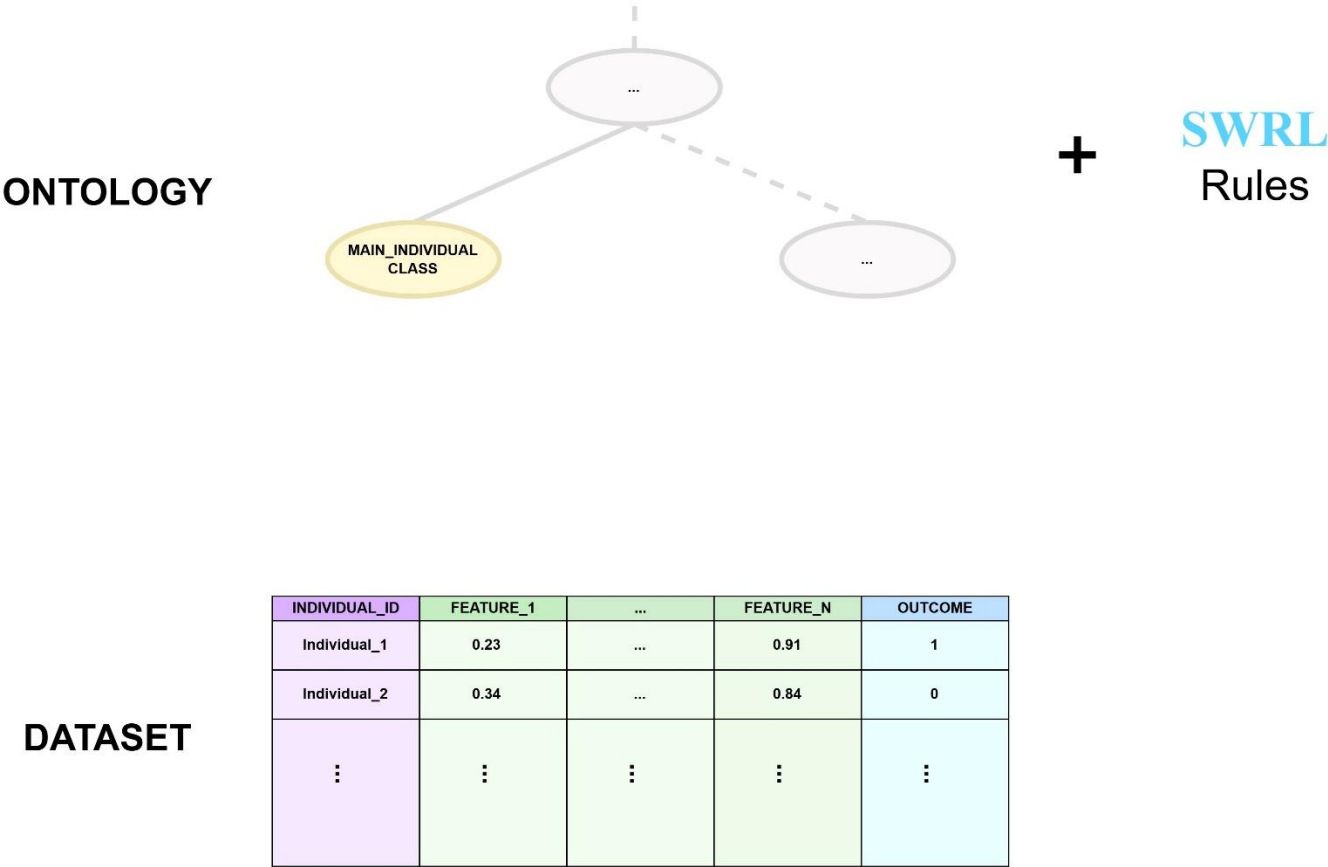 ...
SWRL
+
ONTOLOGY
Rules
MAIN_INDIVIDUAL
CLASS
...
INDIVIDUAL_ID FEATURE_1 ... FEATURE_N OUTCOME
Individual_1 0.23 ... 0.91 1
Individual_2 0.34 ... 0.84 0
DATASET
⋮ ⋮ ⋮ ⋮ ⋮